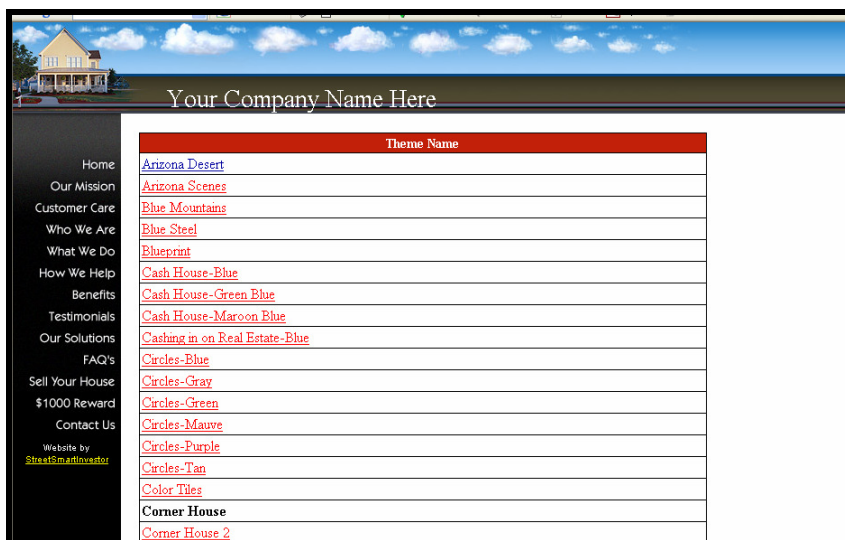 Your Company Name Here
Home
Our Mission
Customer Care
Who We Are
What We Do
How We Help
Benefits
Testimonials
Our Solutions
FAQ's
Sell Your House
$1000 Reward
Contact Us
Website by
StreetSmartInvestor
Theme Name
Arizona Desert
Arizona Scenes
Blue Mountains
Blue Steel
Blueprint
Cash House-Blue
Cash House-Green Blue
Cash House-Maroon Blue
Cashing in on Real Estate-Blue
Circles-Blue
Circles-Gray
Circles-Green
Circles-Mauve
Circles-Purple
Circles-Tan
Color Tiles
Corner House
Corner House 2